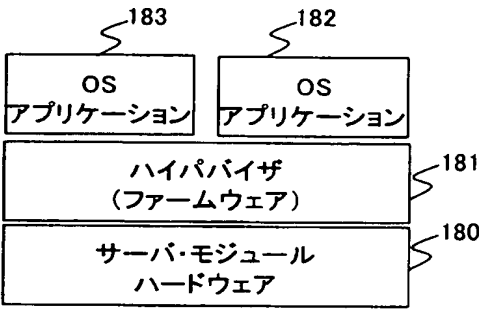 183
182
OS
アプリケーション
OS
アプリケーション
ハイパバイザ
(ファームウェア)
181
サーバ・モジュール
ハードウェア
180